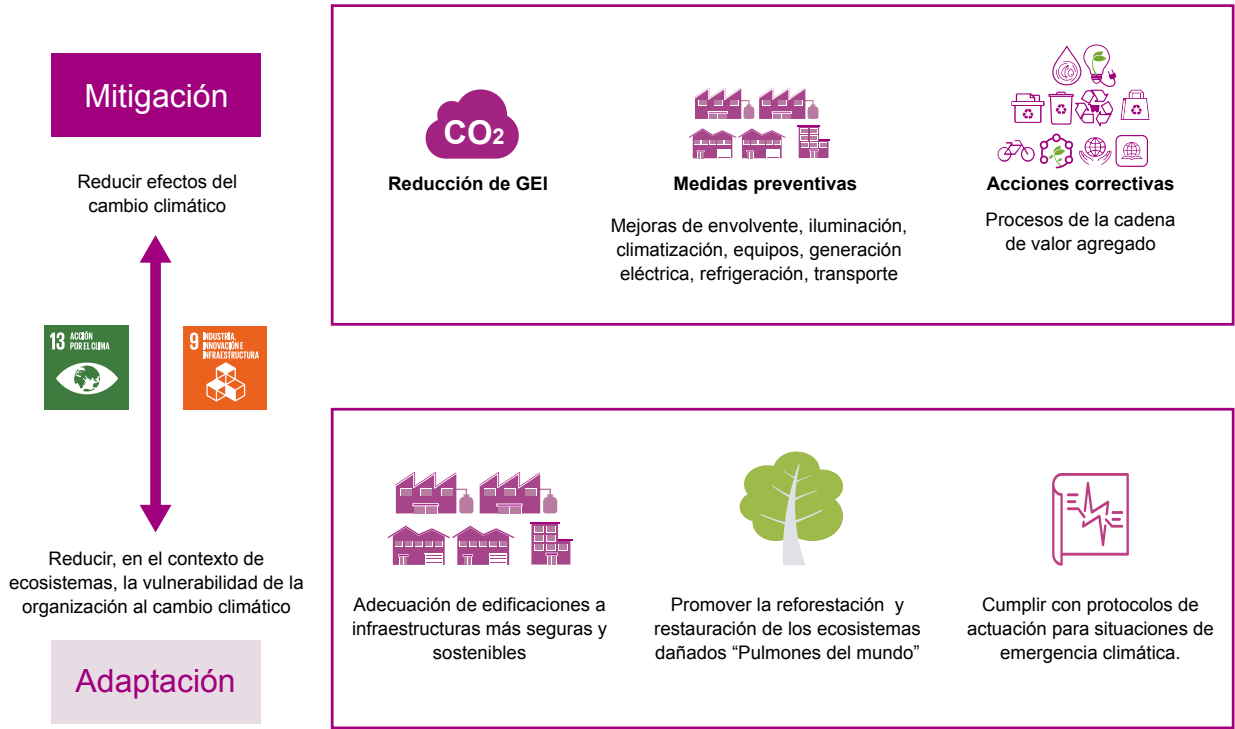 Mitigación
Reducir efectos del
cambio climático
13 ACCIÓN
POR EL CLIMA
9 INDUSTRIA,
INNOVACIÓN E
INFRAESTRUCTURA
Reducir, en el contexto de
ecosistemas, la vulnerabilidad de la
organización al cambio climático
Adaptación
CO2
Reducción de GEI
Medidas preventivas
Mejoras de envolvente, iluminación,
climatización, equipos, generación
eléctrica, refrigeración, transporte
Acciones correctivas
Procesos de la cadena
de valor agregado
Adecuación de edificaciones a
infraestructuras más seguras y
sostenibles
Promover la reforestación y
restauración de los ecosistemas
dañados “Pulmones del mundo”
Cumplir con protocolos de
actuación para situaciones de
emergencia climática.